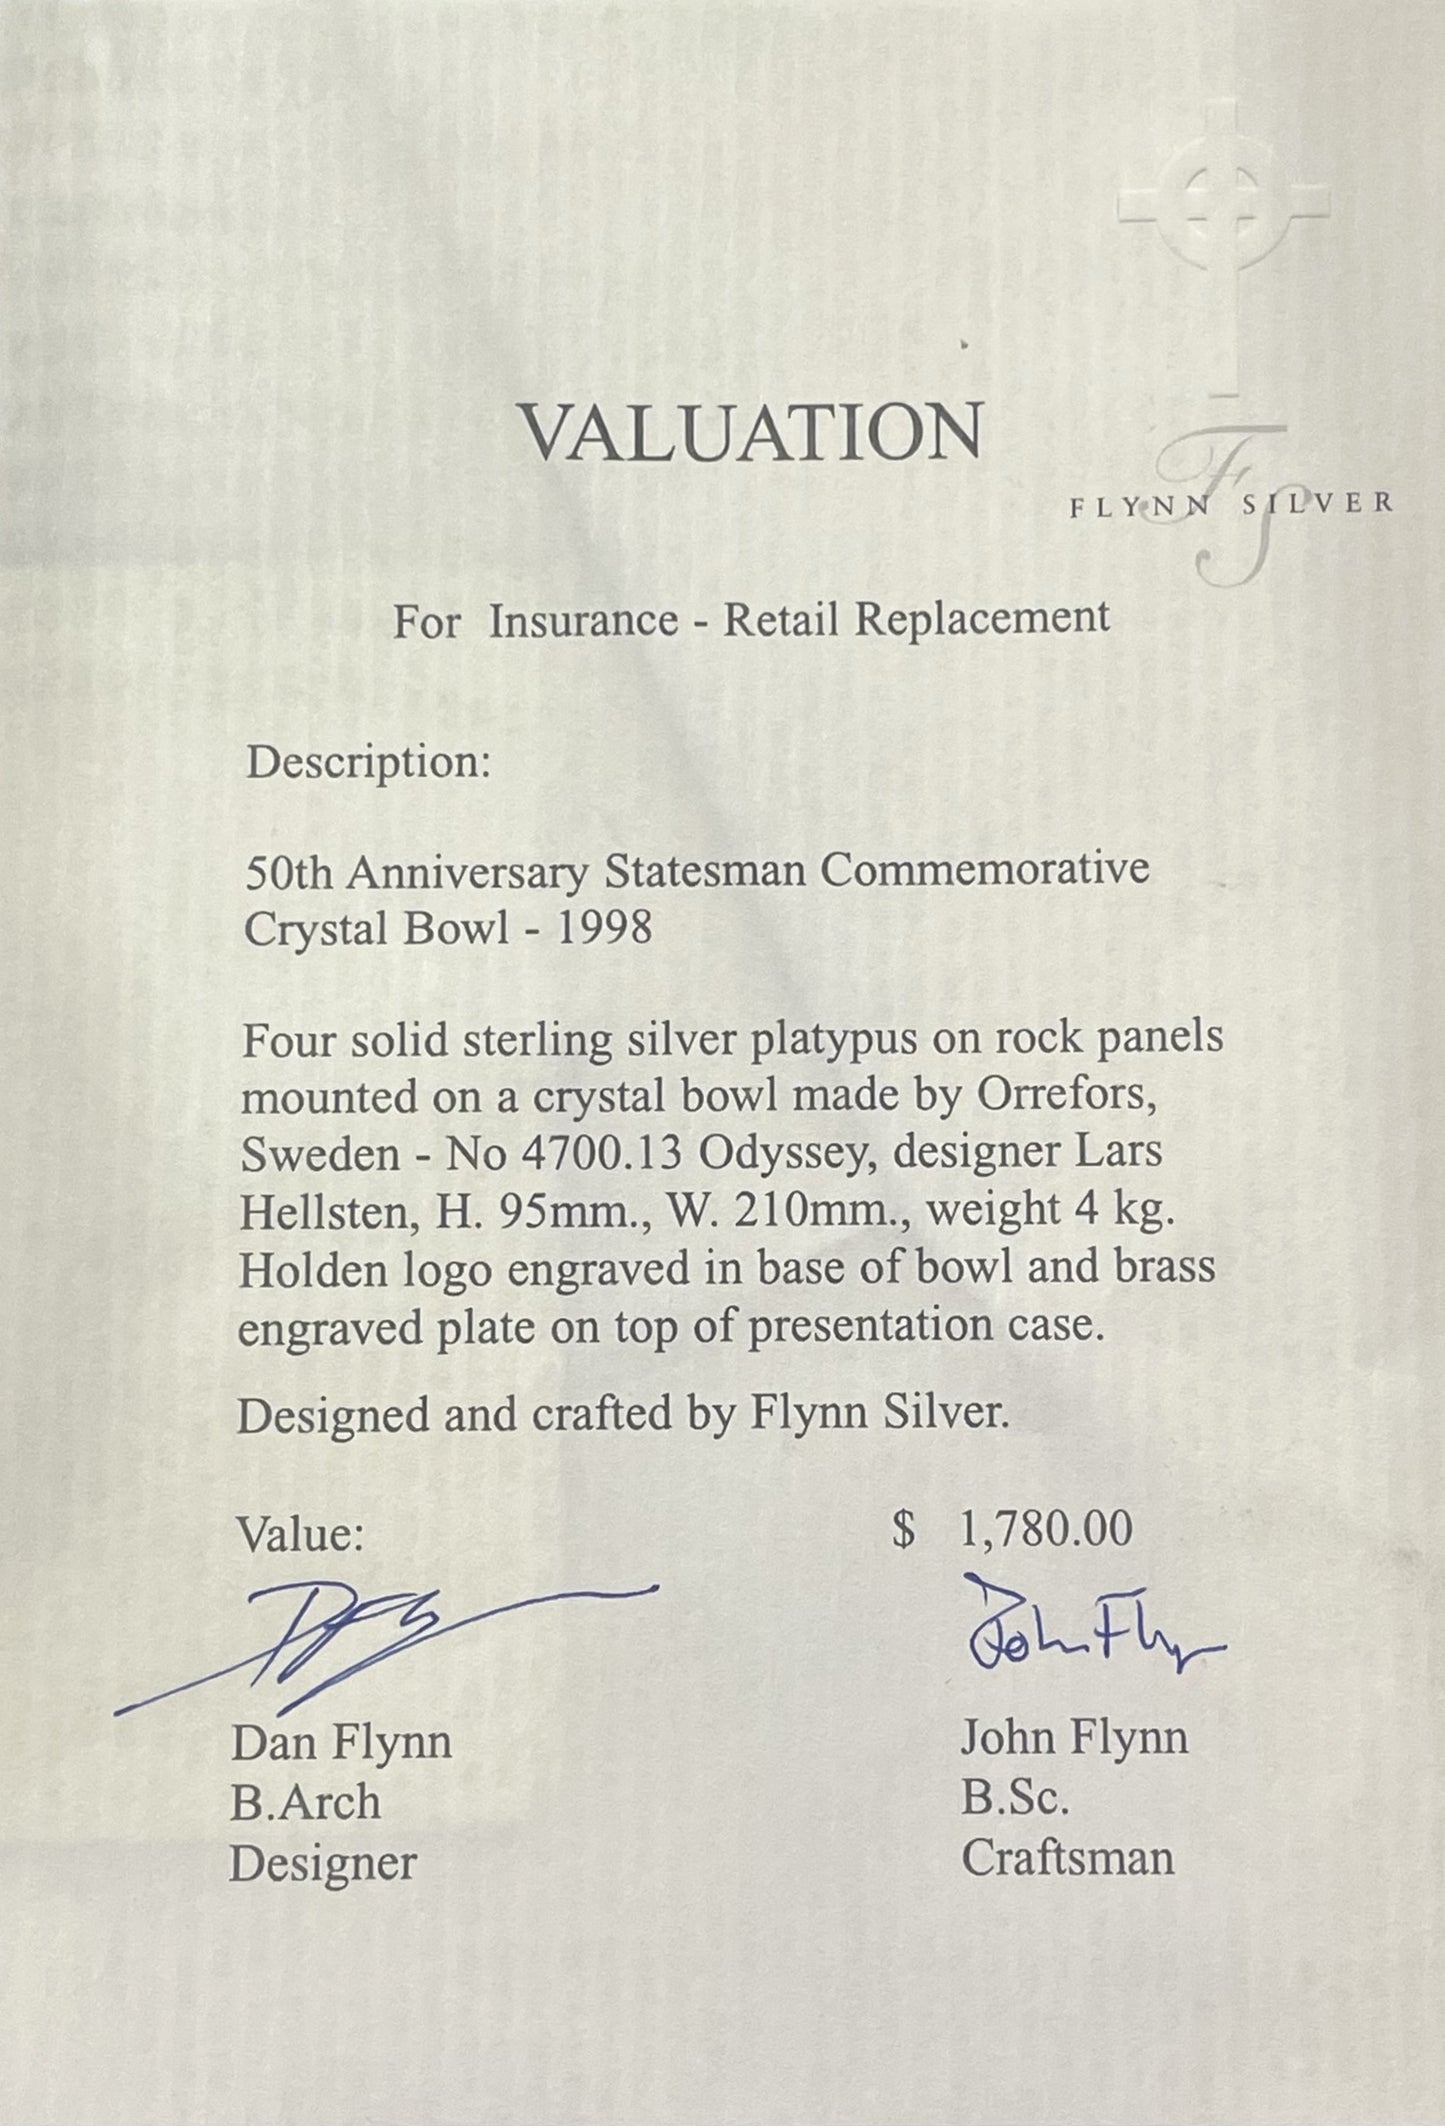 VALUATION
FLYNN SILVER
For Insurance - Retail Replacement
Description:
50th Anniversary Statesman Commemorative
Crystal Bowl - 1998
Four solid sterling silver platypus on rock panels
mounted on a crystal bowl made by Orrefors,
Sweden - No 4700.13 Odyssey, designer Lars
Hellsten, H. 95mm., W. 210mm., weight 4 kg.
Holden logo engraved in base of bowl and brass
engraved plate on top of presentation case.
Designed and crafted by Flynn Silver.
Value: $ 1,780.00
John Flynn
Dan Flynn John Flynn
B.Arch B.Sc.
Designer Craftsman